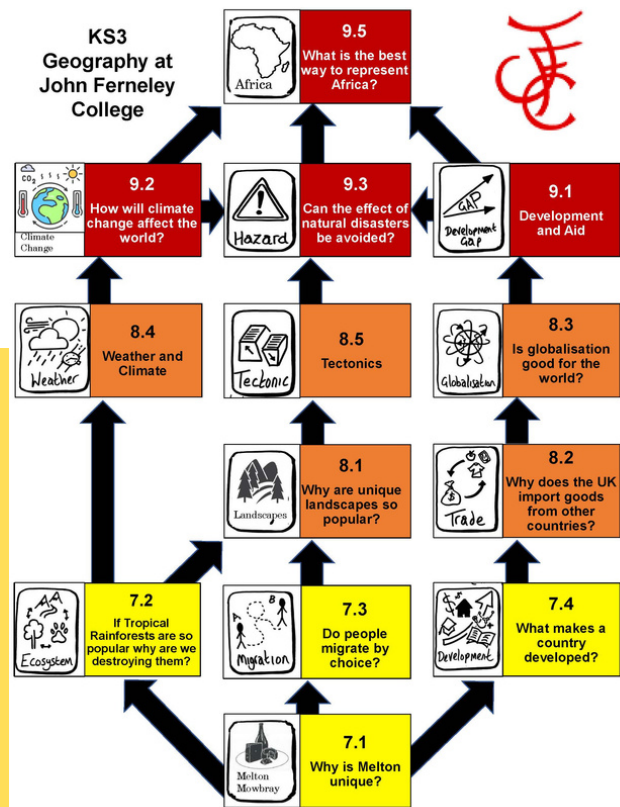 KS3
Geography at
John Ferneley
College
Africa
9.5
What is the best
way to represent
Africa?
JFC
CO₂
Climate
Change
9.2
How will climate
change affect the
world?
Hazard
9.3
Can the effect of
natural disasters
be avoided?
GAP
Development
Gap
9.1
Development
and Aid
Weather
8.4
Weather and
Climate
Tectonic
8.5
Tectonics
Globalisation
8.3
Is globalisation
good for the
world?
Landscapes
8.1
Why are unique
landscapes so
popular?
Trade
8.2
Why does the UK
import goods
from other
countries?
Ecosystem
7.2
If Tropical
Rainforests are so
popular why are we
destroying them?
A
B
Migration
7.3
Do people
migrate by
choice?
$
Development
7.4
What makes a
country
developed?
Melton
Mowbray
7.1
Why is Melton
unique?